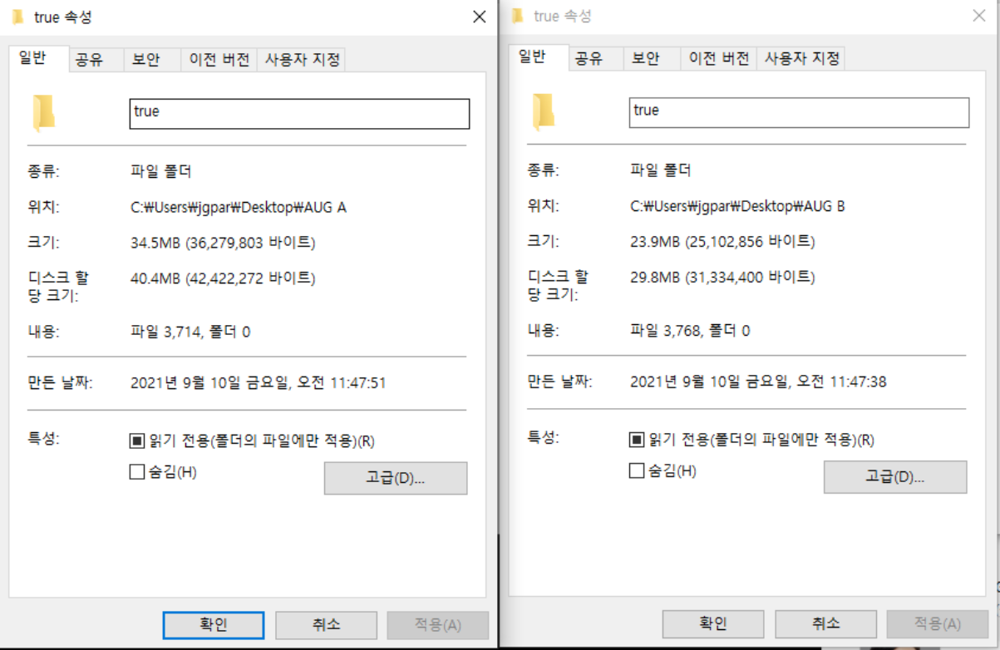 true 속성
일반 공유 보안 이전 버전 사용자 지정
true
종류: 파일 폴더
위치: C:₩Users₩jgpar₩Desktop₩AUG A
크기: 34.5MB (36,279,803 바이트)
디스크 할 40.4MB (42,422,272 바이트)
당 크기:
내용: 파일 3,714, 폴더 0
만든 날짜: 2021년 9월 10일 금요일, 오전 11:47:51
특성: 읽기 전용(폴더의 파일에만 적용)(R)
숨김(H)
고급(D)...
확인 취소 적용(A)
true 속성
일반 공유 보안 이전 버전 사용자 지정
true
종류: 파일 폴더
위치: C:₩Users₩jgpar₩Desktop₩AUG B
크기: 23.9MB (25,102,856 바이트)
디스크 할 29.8MB (31,334,400 바이트)
당 크기:
내용: 파일 3,768, 폴더 0
만든 날짜: 2021년 9월 10일 금요일, 오전 11:47:38
특성: 읽기 전용(폴더의 파일에만 적용)(R)
숨김(H)
고급(D)...
확인 취소 적용(A)